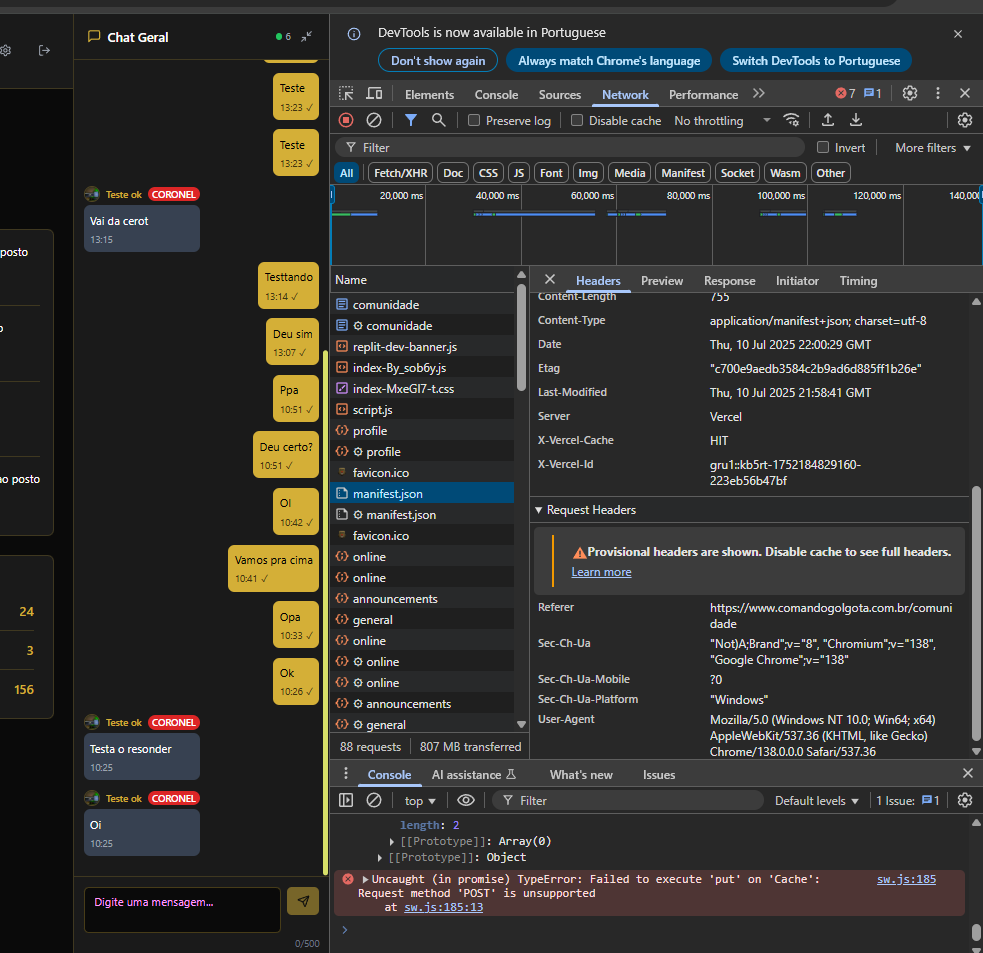 Chat Geral
6
Teste
13:23 ✓
Teste
13:23 ✓
Teste ok CORONEL
Vai da cerot
13:15
Testtando
13:14 ✓
Deu sim
13:07 ✓
Ppa
10:51 ✓
Deu certo?
10:51 ✓
OI
10:42 ✓
Vamos pra cima
10:41 ✓
Opa
10:33 ✓
Ok
10:26 ✓
Teste ok CORONEL
Testa o resonder
10:25
Teste ok CORONEL
Oi
10:25
Digite uma mensagem...
0/500
posto
o posto
24
3
156
DevTools is now available in Portuguese
Don't show again
Always match Chrome's language
Switch DevTools to Portuguese
Elements
Console
Sources
Network
Performance
7
1
Preserve log
Disable cache
No throttling
Filter
Invert
More filters
All
Fetch/XHR
Doc
CSS
JS
Font
Img
Media
Manifest
Socket
Wasm
Other
20,000 ms
40,000 ms
60,000 ms
80,000 ms
100,000 ms
120,000 ms
140,00
Name
comunidade
comunidade
replit-dev-banner.js
index-By_sob6y.js
index-MxeGl7-t.css
script.js
profile
profile
favicon.ico
manifest.json
manifest.json
favicon.ico
online
online
announcements
general
online
online
online
announcements
general
88 requests
807 MB transferred
Headers
Preview
Response
Initiator
Timing
Content-Length
755
Content-Type
application/manifest+json; charset=utf-8
Date
Thu, 10 Jul 2025 22:00:29 GMT
Etag
"c700e9aedb3584c2b9ad6d885ff1b26e"
Last-Modified
Thu, 10 Jul 2025 21:58:41 GMT
Server
Vercel
X-Vercel-Cache
HIT
X-Vercel-Id
gru1::kb5rt-1752184829160-
223eb56b47bf
Request Headers
Provisional headers are shown. Disable cache to see full headers.
Learn more
Referer
https://www.comandogolgota.com.br/comuni
dade
Sec-Ch-Ua
"Not)A;Brand";v="8", "Chromium";v="138",
"Google Chrome";v="138"
Sec-Ch-Ua-Mobile
?0
Sec-Ch-Ua-Platform
"Windows"
User-Agent
Mozilla/5.0 (Windows NT 10.0; Win64; x64)
AppleWebKit/537.36 (KHTML, like Gecko)
Chrome/138.0.0.0 Safari/537.36
Console
AI assistance
What's new
Issues
top
Filter
Default levels
1 Issue:
1
length: 2
[[Prototype]]: Array(0)
[[Prototype]]: Object
Uncaught (in promise) TypeError: Failed to execute 'put' on 'Cache':
sw.js:185
Request method 'POST' is unsupported
at sw.js:185:13